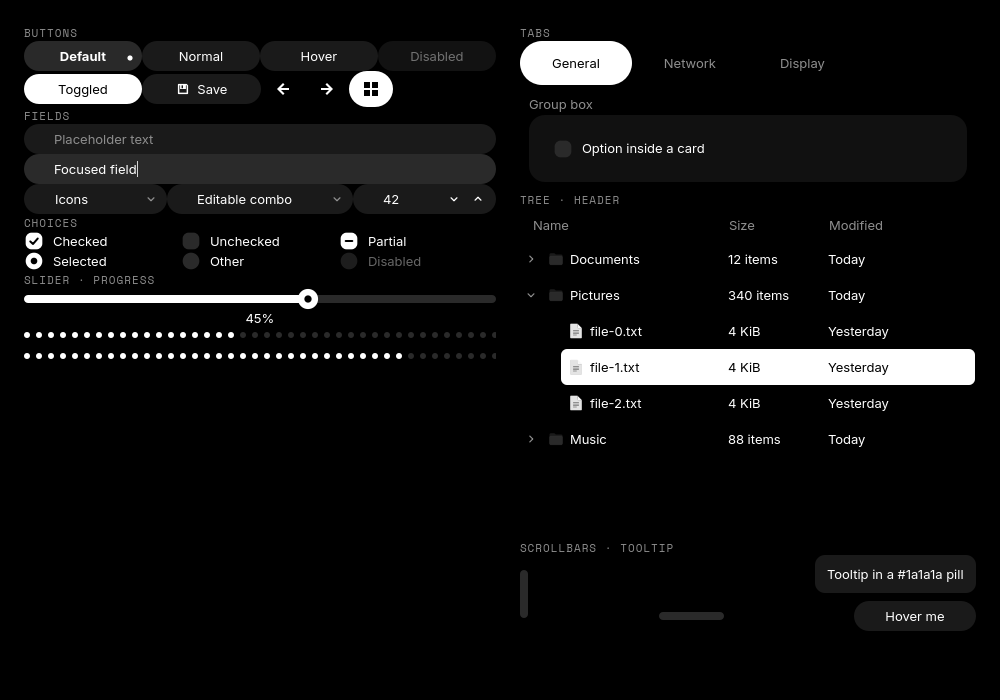 BUTTONS
Default
Normal
Hover
Disabled
Toggled
Save
FIELDS
Placeholder text
Focused field
Icons
Editable combo
42
CHOICES
Checked
Unchecked
Partial
Selected
Other
Disabled
SLIDER · PROGRESS
45%
TABS
General
Network
Display
Group box
Option inside a card
TREE · HEADER
Name Size Modified
Documents 12 items Today
Pictures 340 items Today
file-0.txt 4 KiB Yesterday
file-1.txt 4 KiB Yesterday
file-2.txt 4 KiB Yesterday
Music 88 items Today
SCROLLBARS · TOOLTIP
Tooltip in a #1a1a1a pill
Hover me